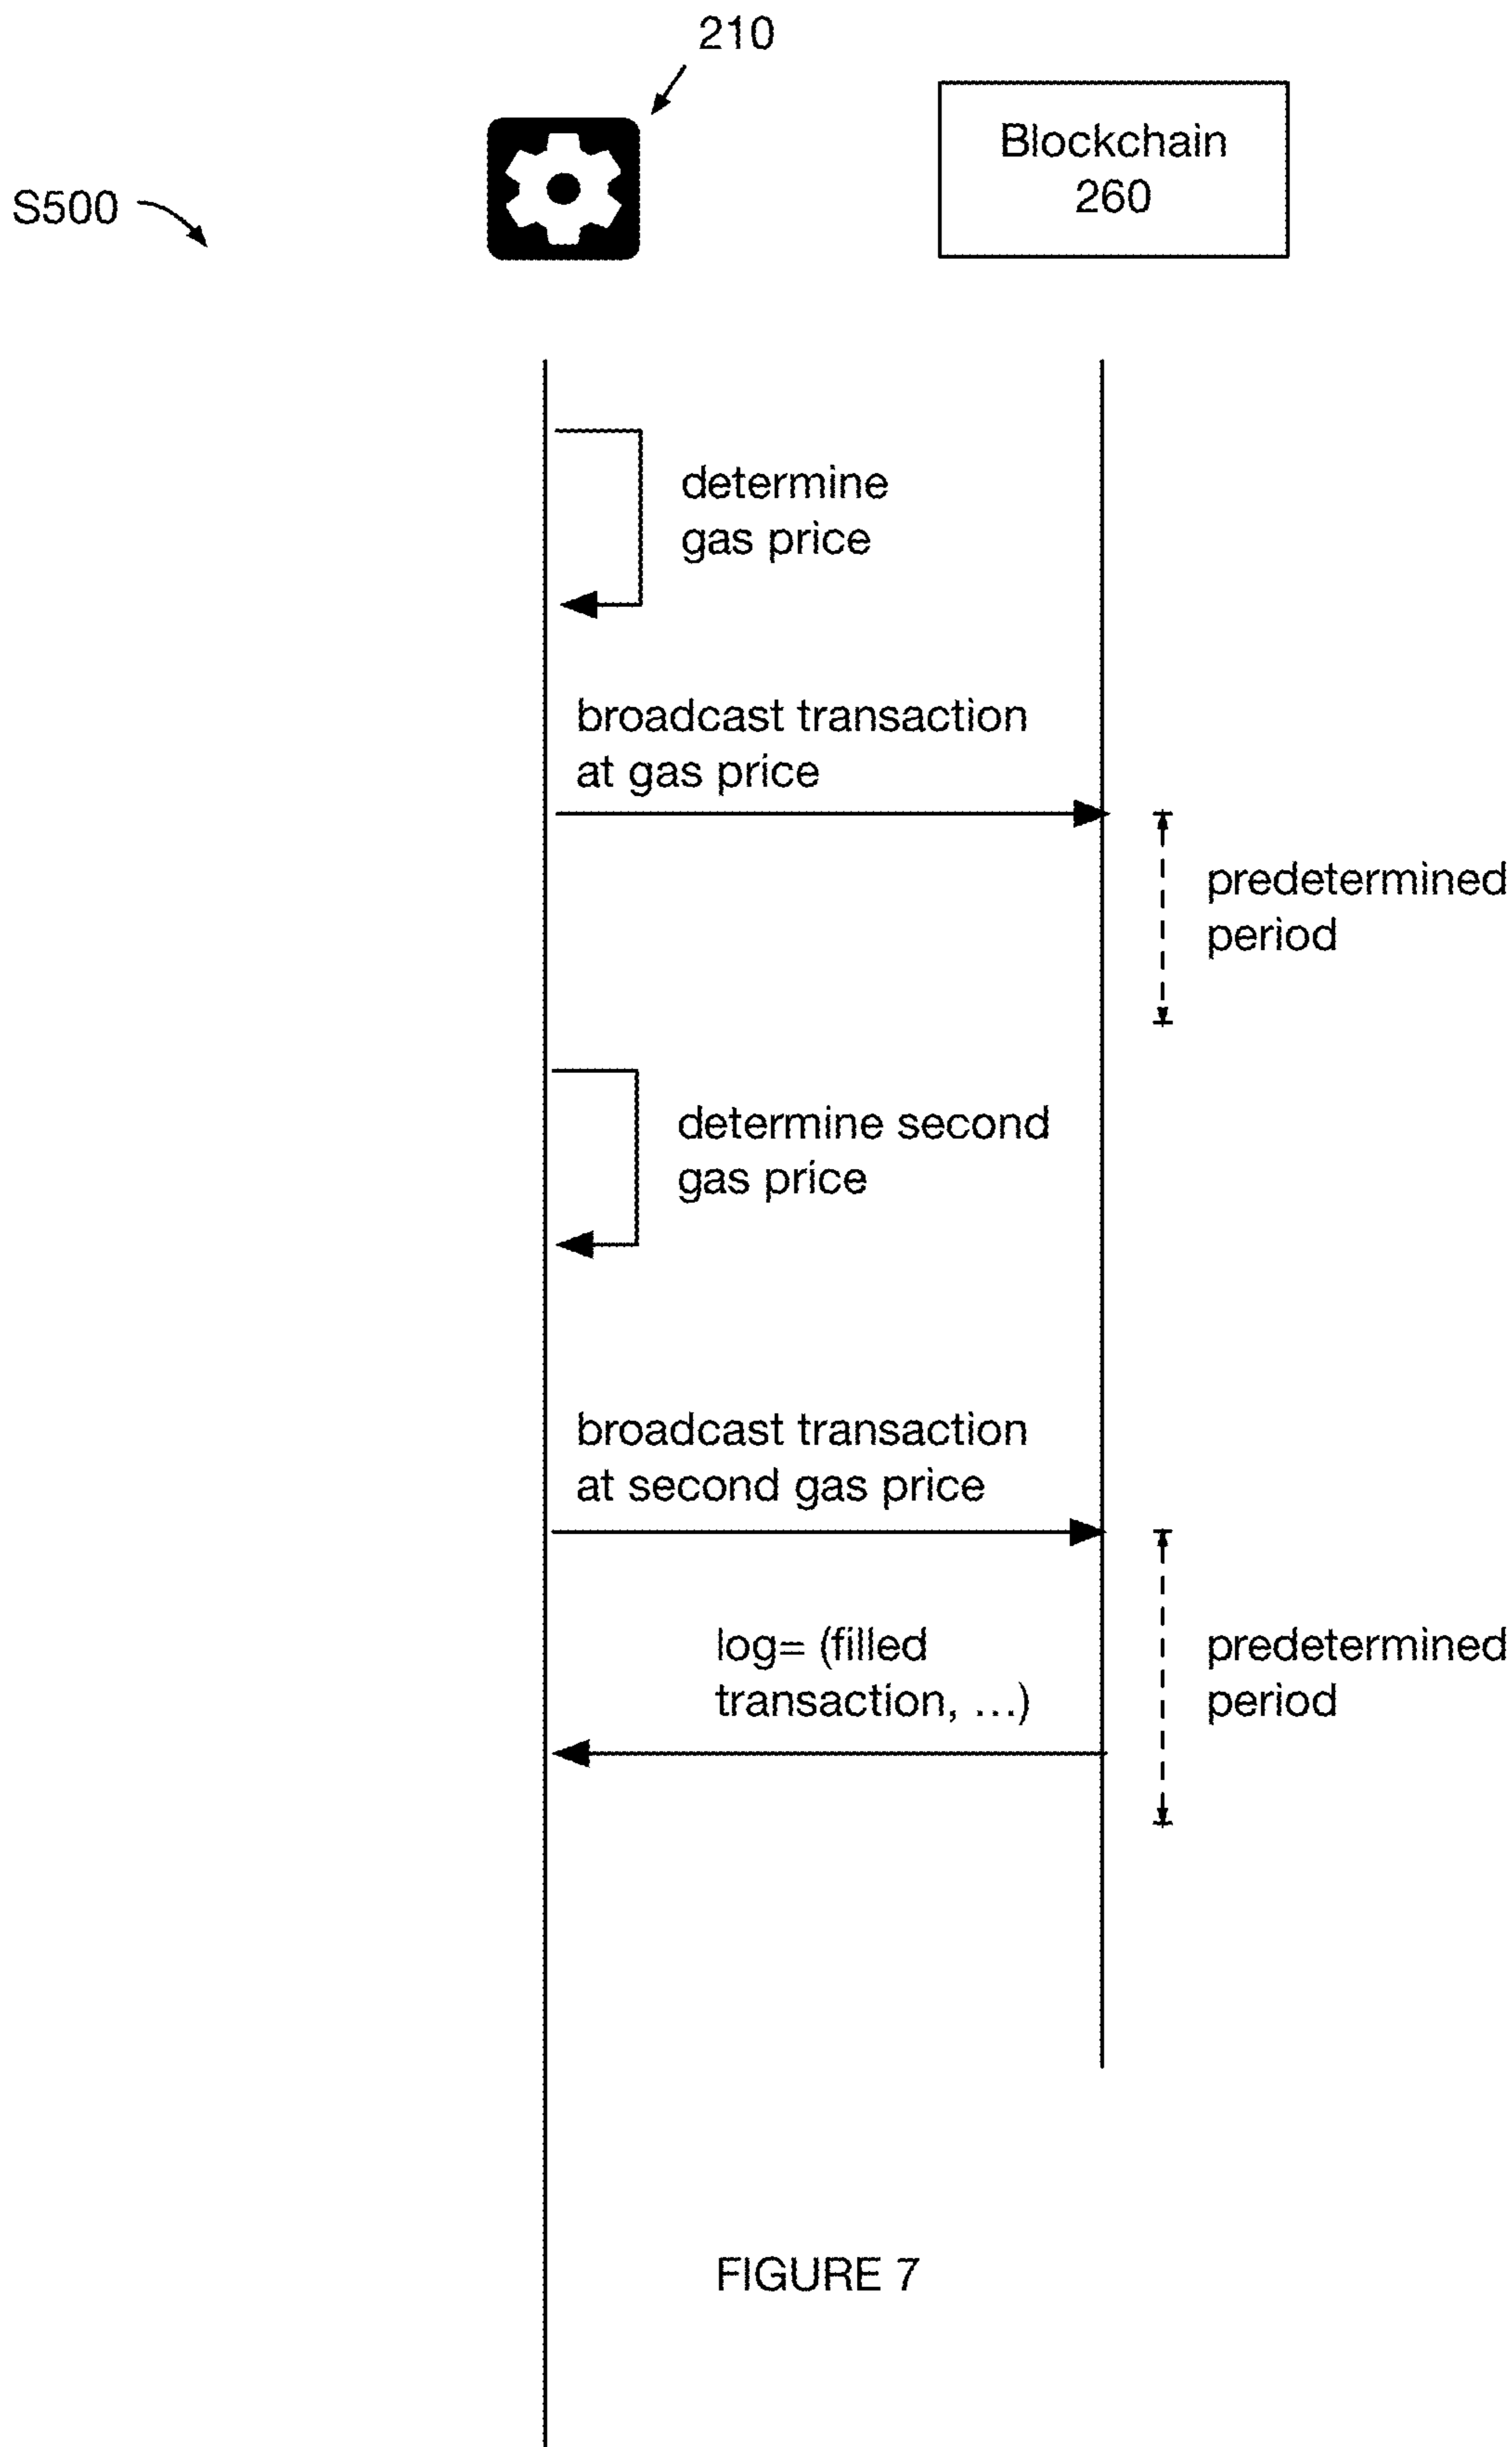 210
Blockchain
260
S500
determine
gas price
broadcast transaction
at gas price
predetermined
period
determine second
gas price
broadcast transaction
at second gas price
log= (filled
transaction, ...)
predetermined
period
FIGURE 7